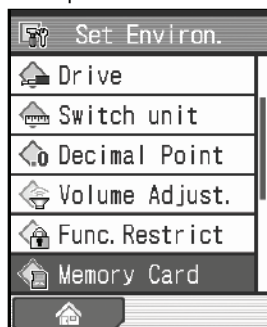 Set Environ.
Drive
Switch unit
Decimal Point
Volume Adjust.
Func.Restrict
Memory Card